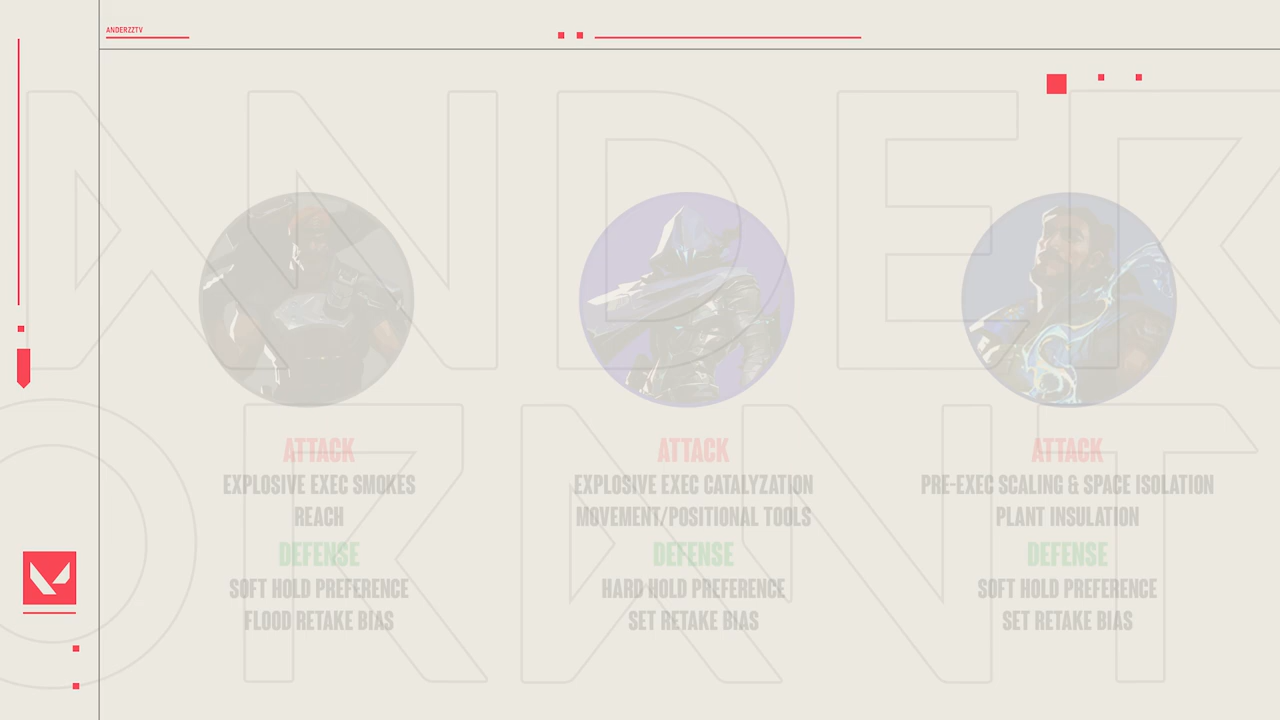 ANDERZZTV
ATTACK
EXPLOSIVE EXEC SMOKES
REACH
DEFENSE
SOFT HOLD PREFERENCE
FLOOD RETAKE BIAS
ATTACK
EXPLOSIVE EXEC CATALYZATION
MOVEMENT/POSITIONAL TOOLS
DEFENSE
HARD HOLD PREFERENCE
SET RETAKE BIAS
ATTACK
PRE-EXEC SCALING & SPACE ISOLATION
PLANT INSULATION
DEFENSE
SOFT HOLD PREFERENCE
SET RETAKE BIAS